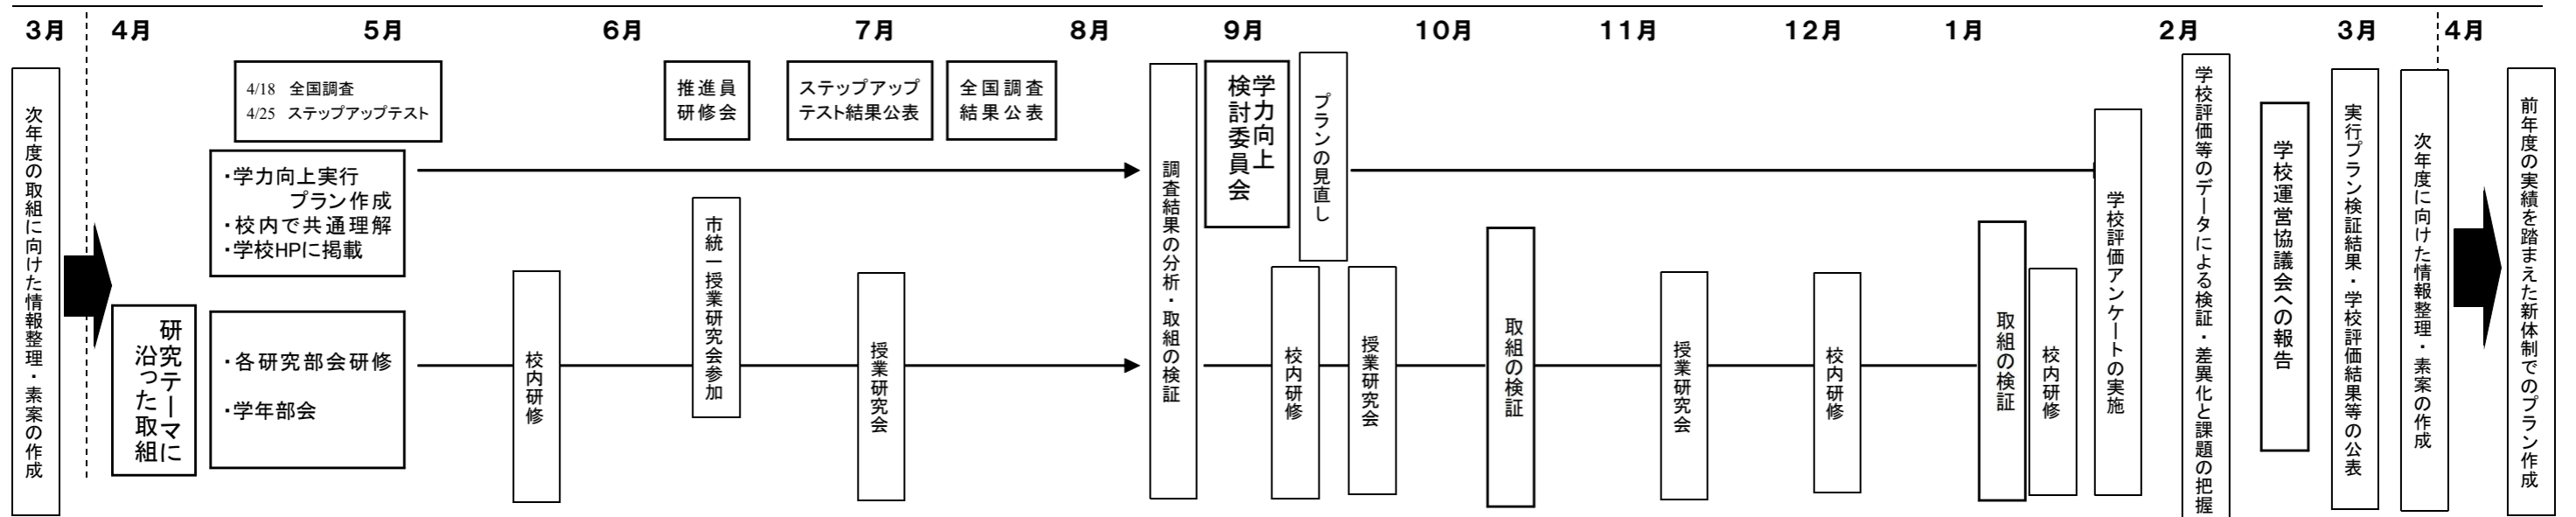 3月
4月
5月
6月
7月
8月
9月
10月
11月
12月
1月
2月
3月
4月
次年度の取組に向けた情報整理・素案の作成
研究テーマに
沿った取組
4/18 全国調査
4/25 ステップアップテスト
・学力向上実行
プラン作成
・校内で共通理解
・学校HPに掲載
・各研究部会研修
・学年部会
校内研修
推進員
研修会
市統一授業研究会参加
ステップアップ
テスト結果公表
授業研究会
全国調査
結果公表
調査結果の分析・取組の検証
学力向上
検討委員会
プランの見直し
校内研修
授業研究会
取組の検証
授業研究会
校内研修
取組の検証
校内研修
学校評価アンケートの実施
学校評価等のデータによる検証・差異化と課題の把握
学校運営協議会への報告
実行プラン検証結果・学校評価結果等の公表
次年度に向けた情報整理・素案の作成
前年度の実績を踏まえた新体制でのプラン作成